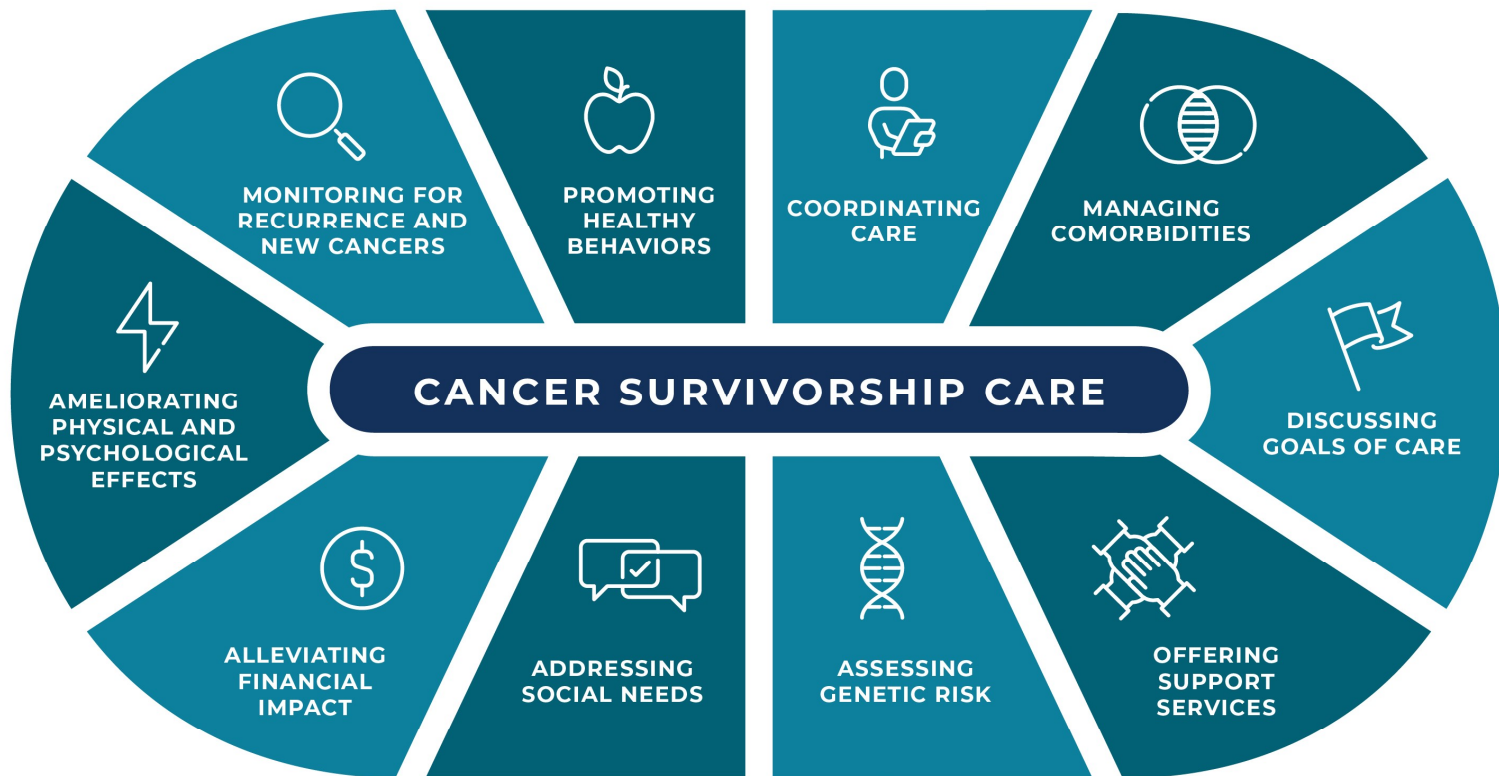 MONITORING FOR
RECURRENCE AND
NEW CANCERS
PROMOTING
HEALTHY
BEHAVIORS
COORDINATING
CARE
MANAGING
COMORBIDITIES
AMELIORATING
PHYSICAL AND
PSYCHOLOGICAL
EFFECTS
CANCER SURVIVORSHIP CARE
DISCUSSING
GOALS OF CARE
ALLEVIATING
FINANCIAL
IMPACT
ADDRESSING
SOCIAL NEEDS
ASSESSING
GENETIC RISK
OFFERING
SUPPORT
SERVICES